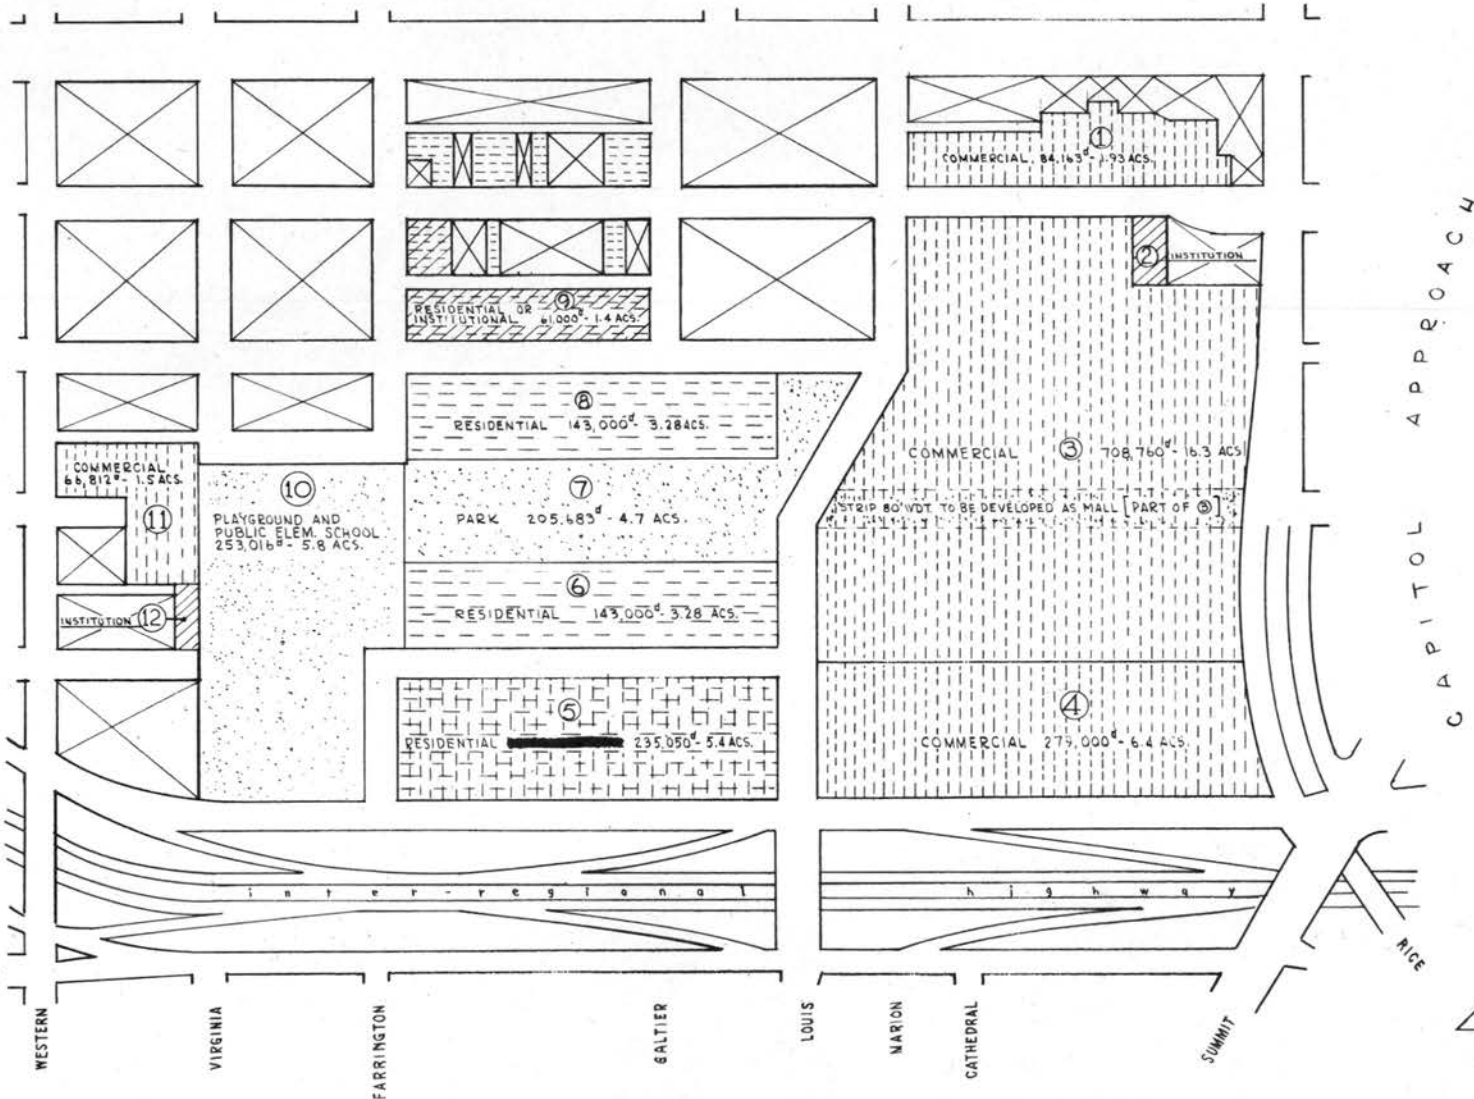 ①
COMMERCIAL. 84,163□ - 1.93 ACS.
②
INSTITUTION
⑨
RESIDENTIAL OR
INSTITUTIONAL 61,000□ - 1.4 ACS.
⑧
RESIDENTIAL 143,000□ - 3.28 ACS.
③
COMMERCIAL 708,760□ - 16.3 ACS
STRIP 80' WDT. TO BE DEVELOPED AS MALL [PART OF ③]
COMMERCIAL
66,812□ - 1.5 ACS.
⑪
⑩
PLAYGROUND AND
PUBLIC ELEM. SCHOOL
253,016□ - 5.8 ACS.
⑦
PARK 205,683□ - 4.7 ACS.
⑥
RESIDENTIAL 143,000□ - 3.28 ACS.
INSTITUTION ⑫
⑤
RESIDENTIAL 235,050□ - 5.4 ACS.
④
COMMERCIAL 279,000□ - 6.4 ACS.
CAPITOL APPROACH
inter-regional highway
WESTERN
VIRGINIA
FARRINGTON
GALTIER
LOUIS
MARION
CATHEDRAL
SUMMIT
RICE